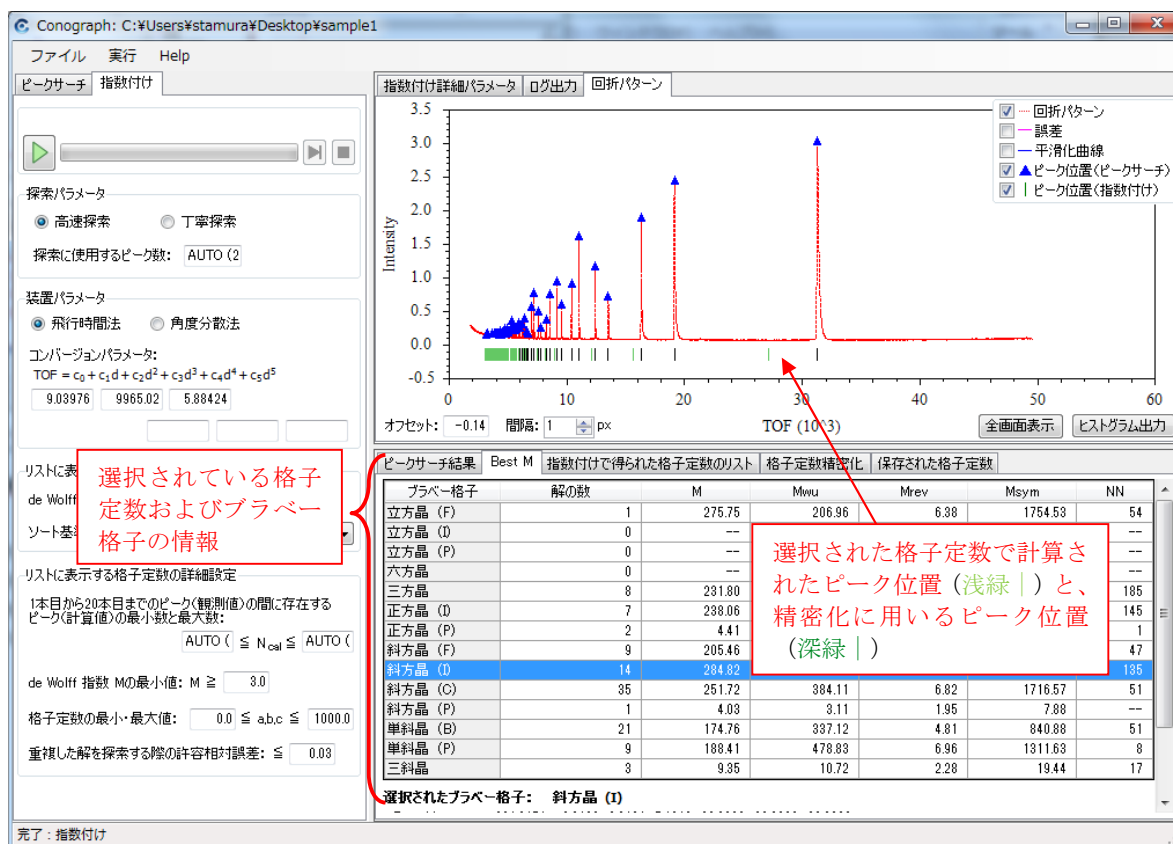 Conograph: C:¥Users¥stamura¥Desktop¥sample1
ファイル 実行 Help
ピークサーチ 指数付け
探索パラメータ
高速探索 丁寧探索
探索に使用するピーク数: AUTO (2
装置パラメータ
飛行時間法 角度分散法
コンバージョンパラメータ:
TOF = c0 + c1d + c2d2 + c3d3 + c4d4 + c5d5
9.03976 9965.02 5.88424
リストに表
de Wolff
ソート基準
選択されている格子
定数およびブラベー
格子の情報
リストに表示する格子定数の詳細設定
1本目から20本目までのピーク(観測値)の間に存在する
ピーク(計算値)の最小数と最大数:
AUTO ( ≦ Ncal ≦ AUTO (
de Wolff 指数 Mの最小値: M ≧ 3.0
格子定数の最小・最大値: 0.0 ≦ a,b,c ≦ 1000.0
重複した解を探索する際の許容相対誤差: ≦ 0.03
完了:指数付け
指数付け詳細パラメータ ログ出力 回折パターン
3.5
3.0
2.5
2.0
1.5
1.0
0.5
0.0
-0.5
Intensity
0 10 20 30 40 50 60
TOF (10^3)
回折パターン
誤差
平滑化曲線
▲ピーク位置(ピークサーチ)
| ピーク位置(指数付け)
オフセット: -0.14 間隔: 1 px
全画面表示 ヒストグラム出力
ピークサーチ結果 Best M 指数付けで得られた格子定数のリスト 格子定数精密化 保存された格子定数
ブラベー格子 解の数 M Mwu Mrev Msym NN
立方晶 (F) 1 275.75 206.96 6.38 1754.53 54
立方晶 (I) 0 --
立方晶 (P) 0 --
六方晶 0 --
三方晶 8 231.80 185
正方晶 (I) 7 238.06 145
正方晶 (P) 2 4.41 1
斜方晶 (F) 9 205.46 47
斜方晶 (I) 14 284.82 135
斜方晶 (C) 35 251.72 384.11 6.82 1716.57 51
斜方晶 (P) 1 4.03 3.11 1.95 7.88 --
単斜晶 (B) 21 174.76 337.12 4.81 840.88 51
単斜晶 (P) 9 188.41 478.83 6.96 1311.63 8
三斜晶 3 9.35 10.72 2.28 19.44 17
選択された格子定数で計算さ
れたピーク位置(浅緑|)と、
精密化に用いるピーク位置
(深緑|)
選択されたブラベー格子: 斜方晶 (I)